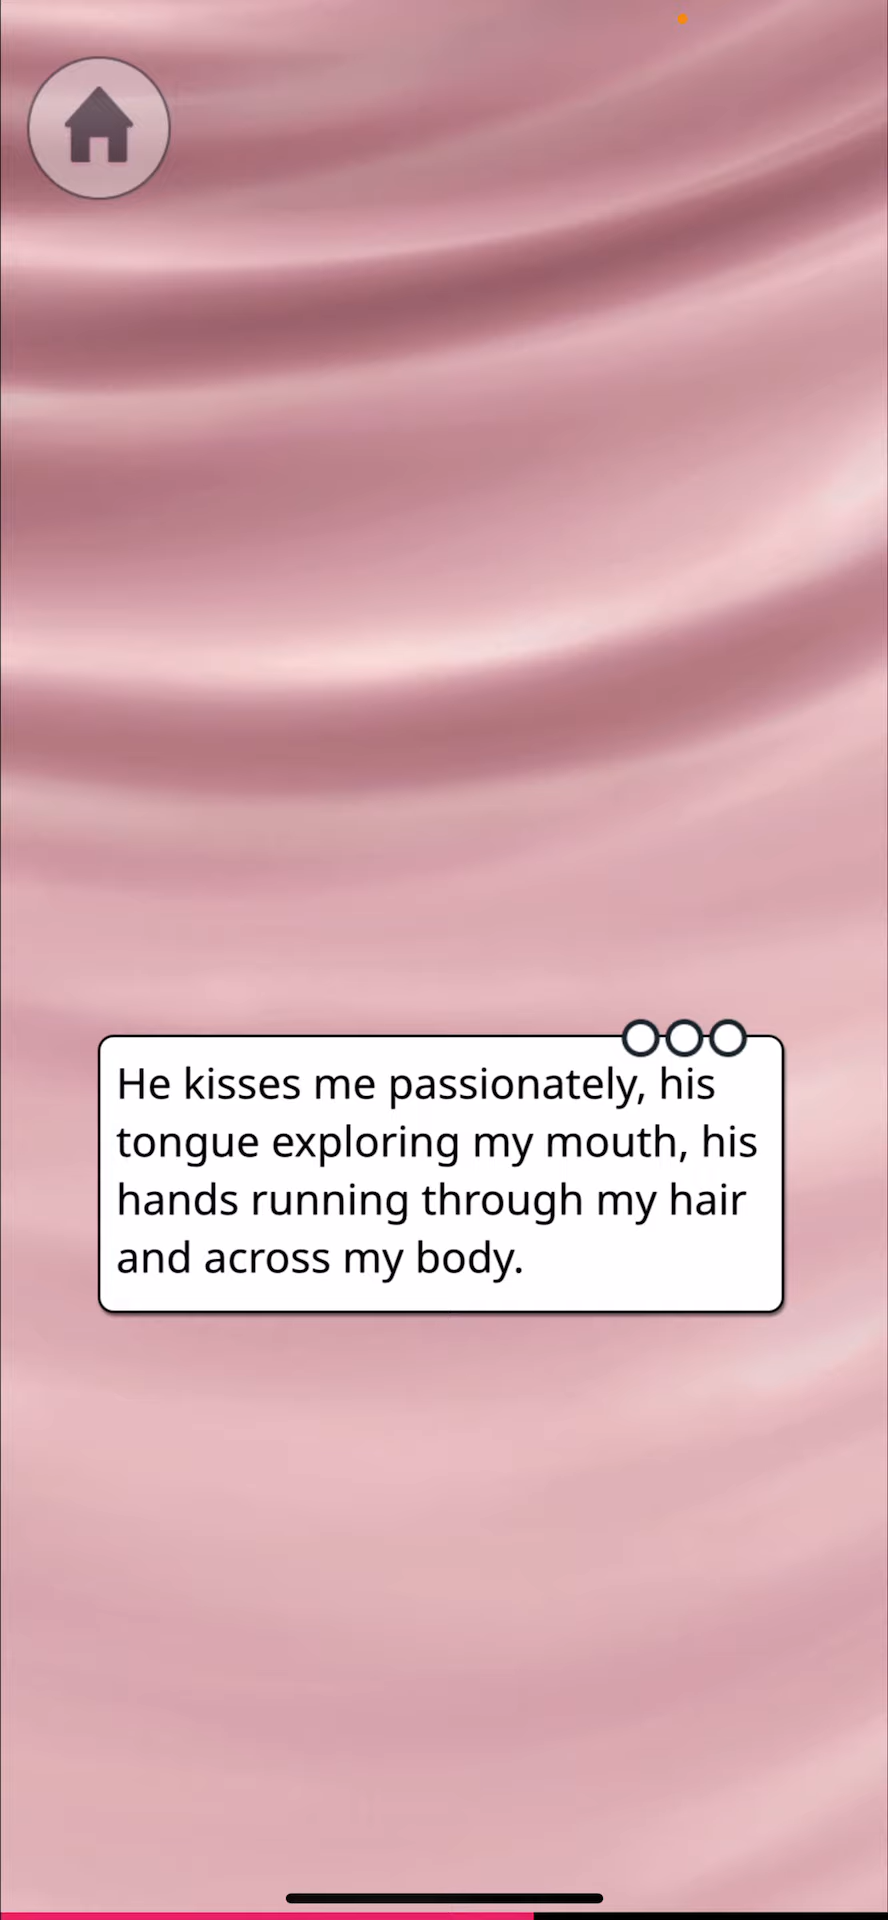 He kisses me passionately, his
tongue exploring my mouth, his
hands running through my hair
and across my body.